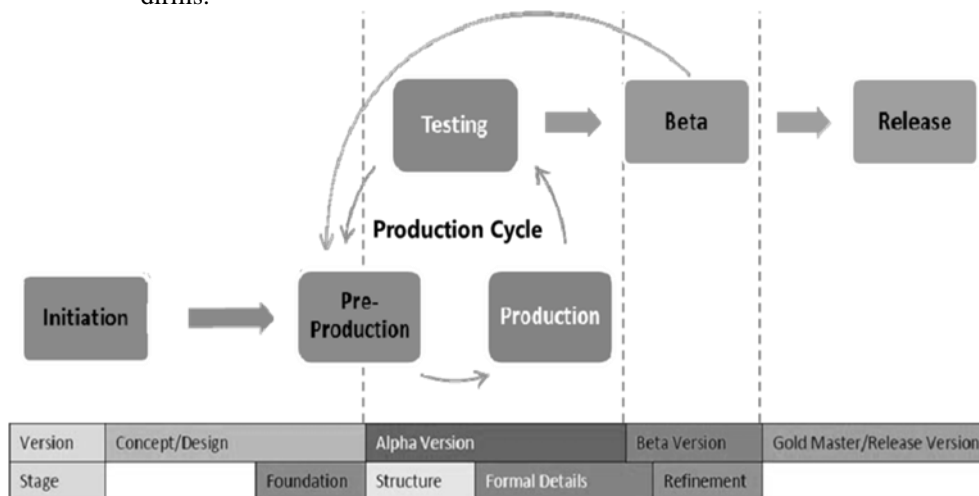 Testing
Beta
Release
Production Cycle
Initiation
Pre-
Production
Production
Version
Concept/Design
Alpha Version
Beta Version
Gold Master/Release Version
Stage
Foundation
Structure
Formal Details
Refinement